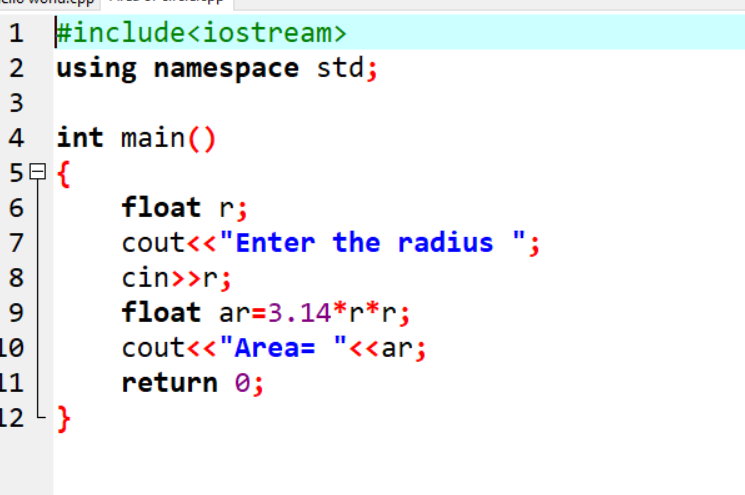 #include<iostream>
using namespace std;
int main()
{
float r;
cout<<"Enter the radius ";
cin>>r;
float ar=3.14*r*r;
cout<<"Area= "<<ar;
return 0;
}
1
2
3
4
5
6
7
8
9
10
11
12